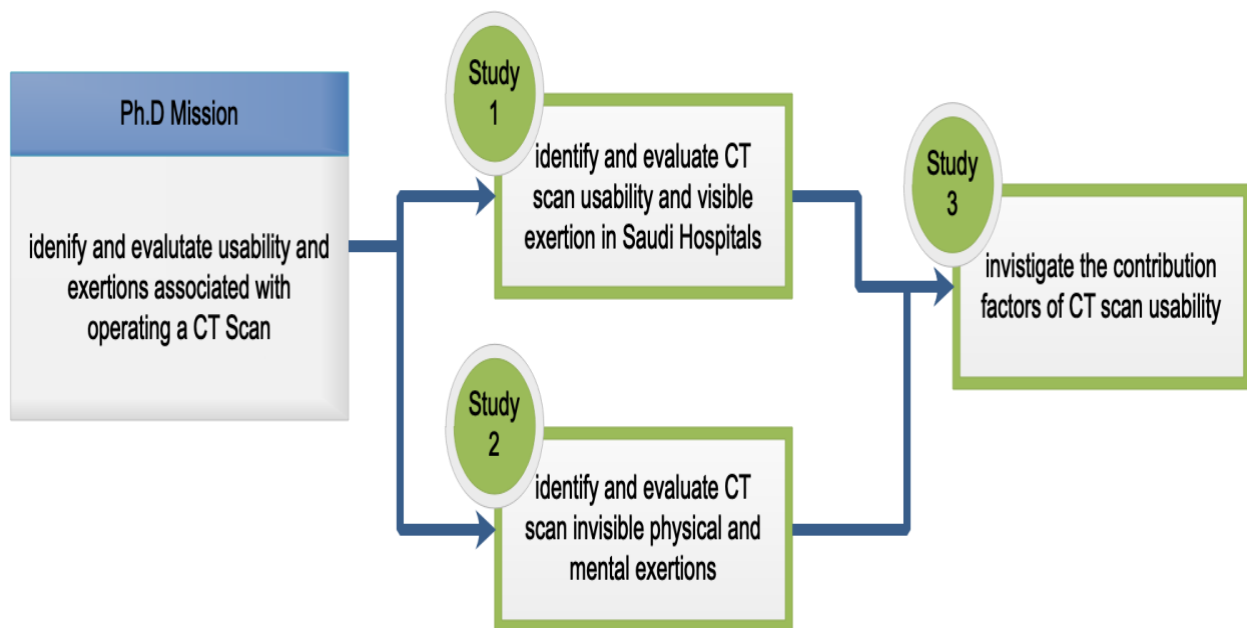 Ph.D Mission
idenify and evalutate usability and
exertions associated with
operating a CT Scan
Study
1
identify and evaluate CT
scan usability and visible
exertion in Saudi Hospitals
Study
2
identify and evaluate CT
scan invisible physical and
mental exertions
Study
3
invistigate the contribution
factors of CT scan usability